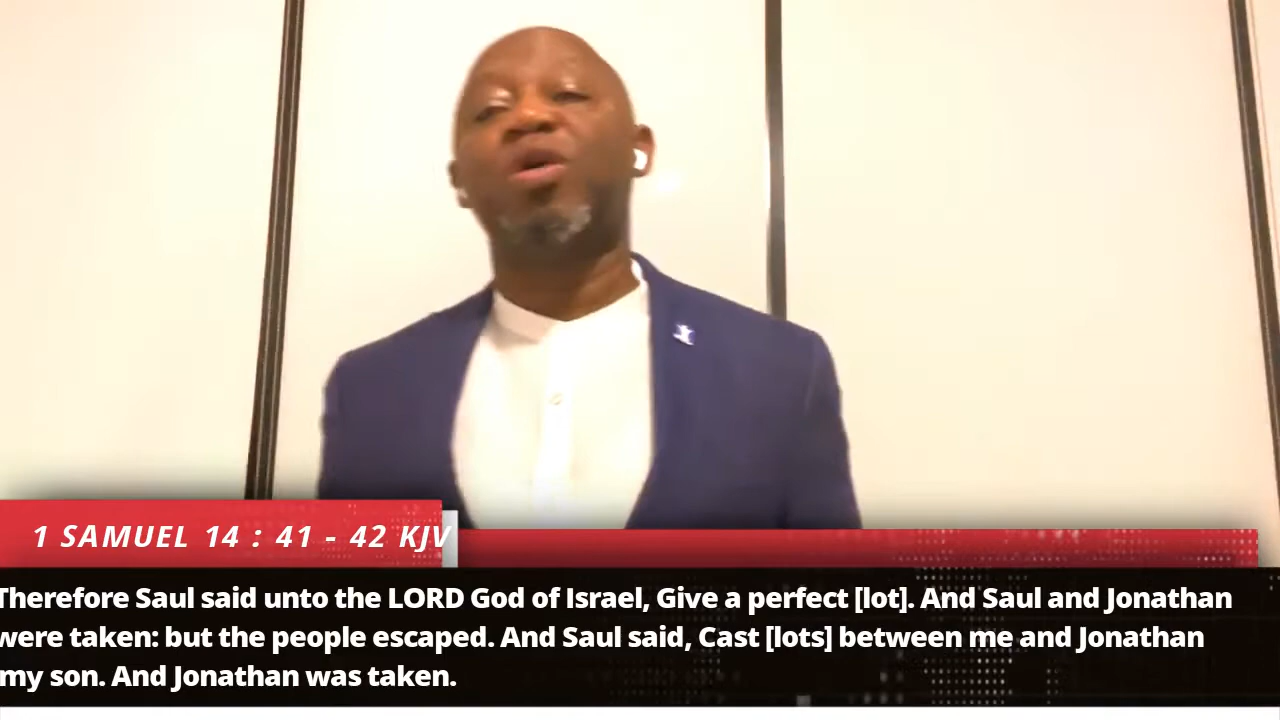 1 SAMUEL 14 : 41 - 42 KJV
Therefore Saul said unto the LORD God of Israel, Give a perfect [lot]. And Saul and Jonathan
were taken: but the people escaped. And Saul said, Cast [lots] between me and Jonathan
my son. And Jonathan was taken.